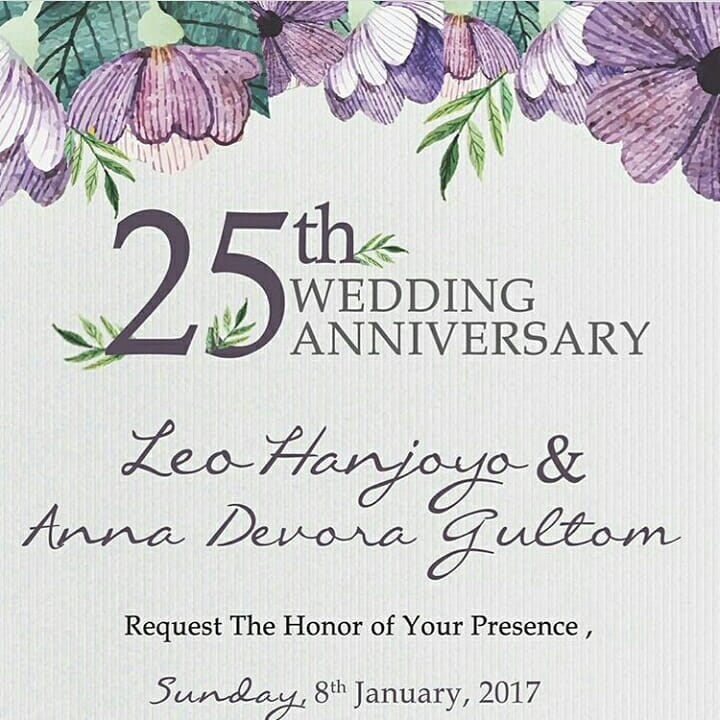 25th
WEDDING
ANNIVERSARY
Leo Hanjoyo &
Anna Devora Gultom
Request The Honor of Your Presence ,
Sunday, 8th January, 2017